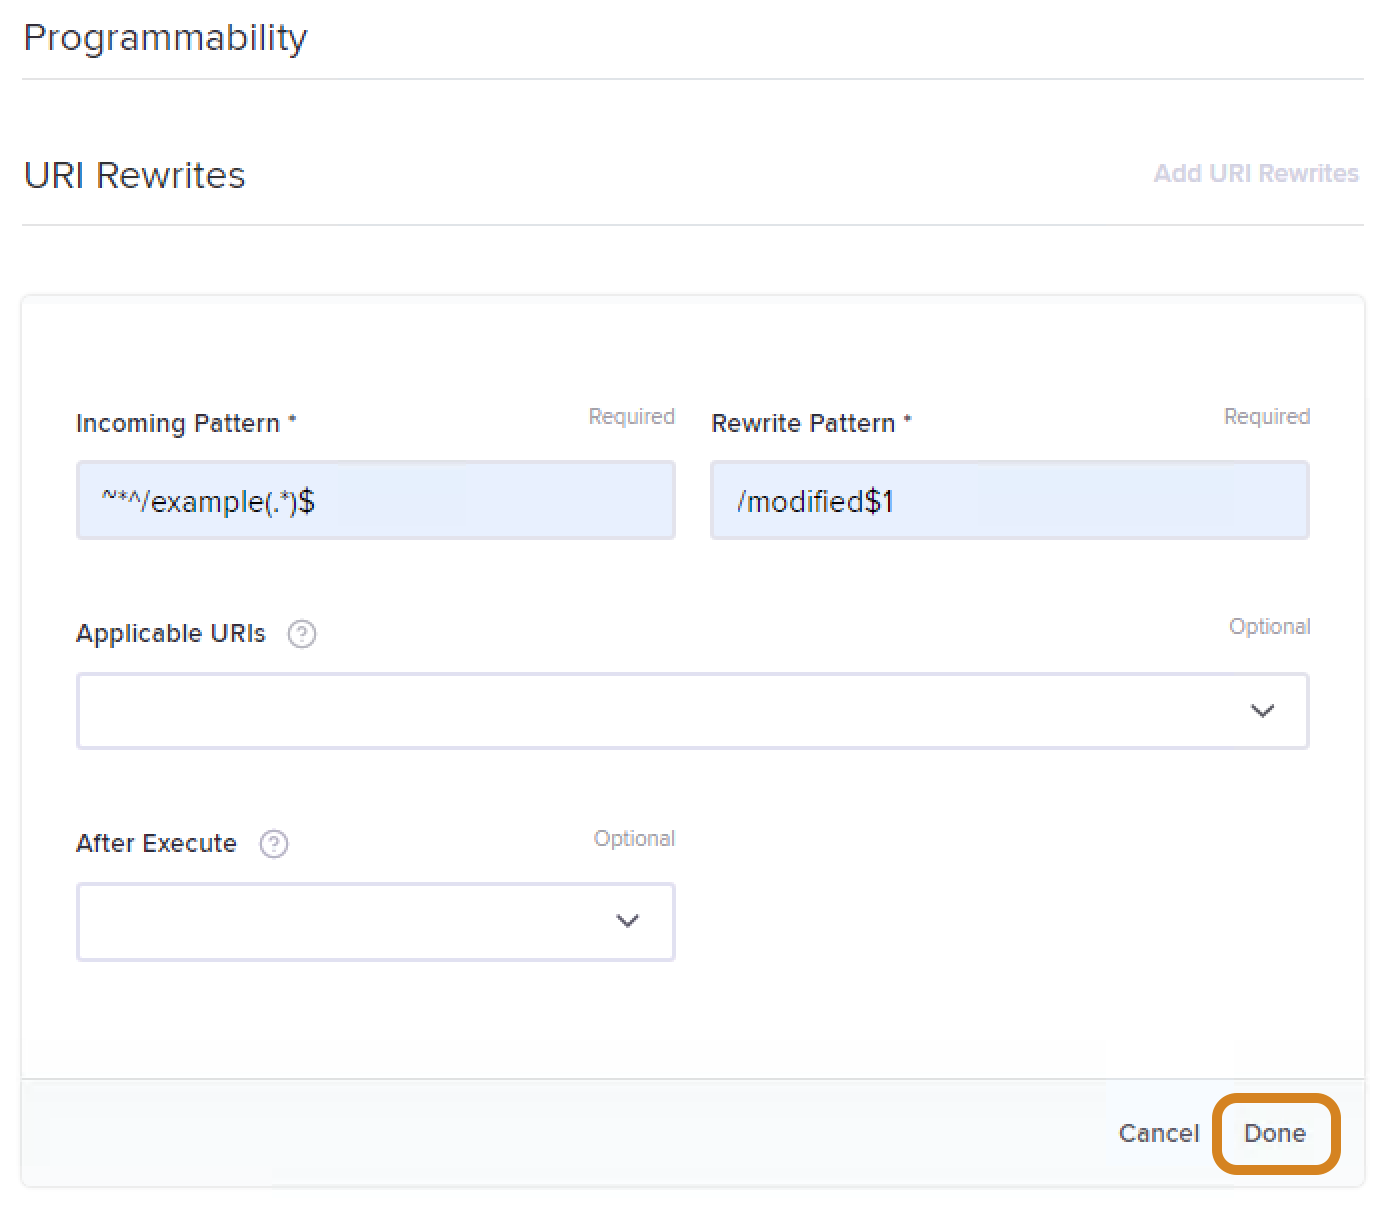 Programmability
URI Rewrites
Add URI Rewrites
Incoming Pattern *
Required
Rewrite Pattern *
Required
~*^/example(.*)$
/modified$1
Applicable URIs ?
Optional
After Execute ?
Optional
Cancel
Done